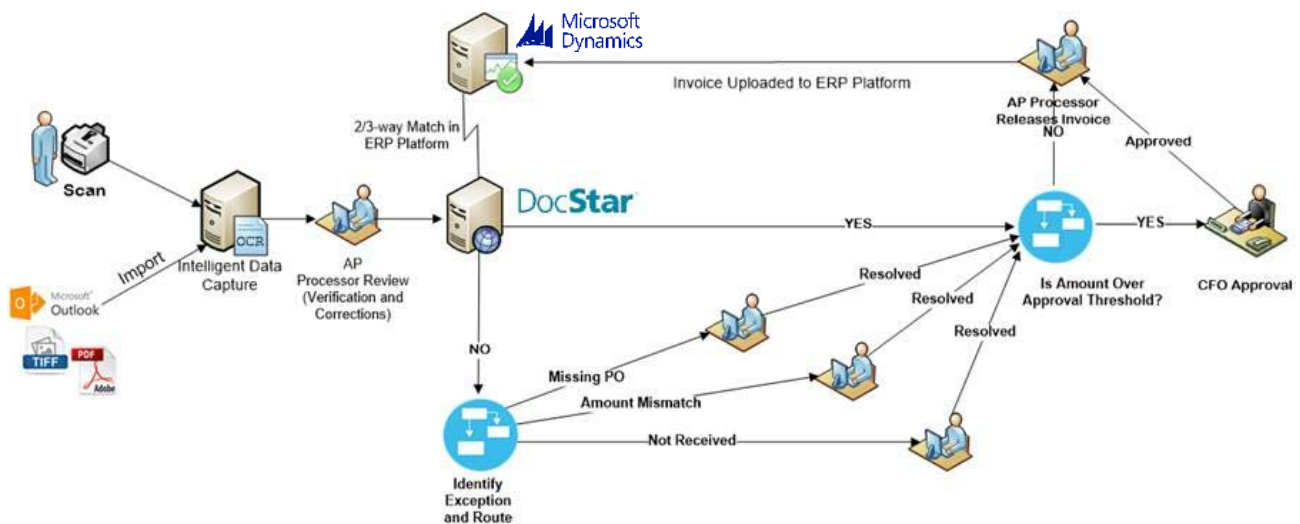 Microsoft
Dynamics
Invoice Uploaded to ERP Platform
AP Processor
Releases Invoice
NO
Approved
2/3-way Match in
ERP Platform
Scan
DocStar
OCR
YES
YES
Import
Intelligent Data
Capture
AP
Processor Review
(Verification and
Corrections)
Resolved
Resolved
Resolved
Is Amount Over
Approval Threshold?
CFO Approval
Microsoft
Outlook
TIFF
PDF
Adobe
NO
Missing PO
Amount Mismatch
Not Received
Identify
Exception
and Route